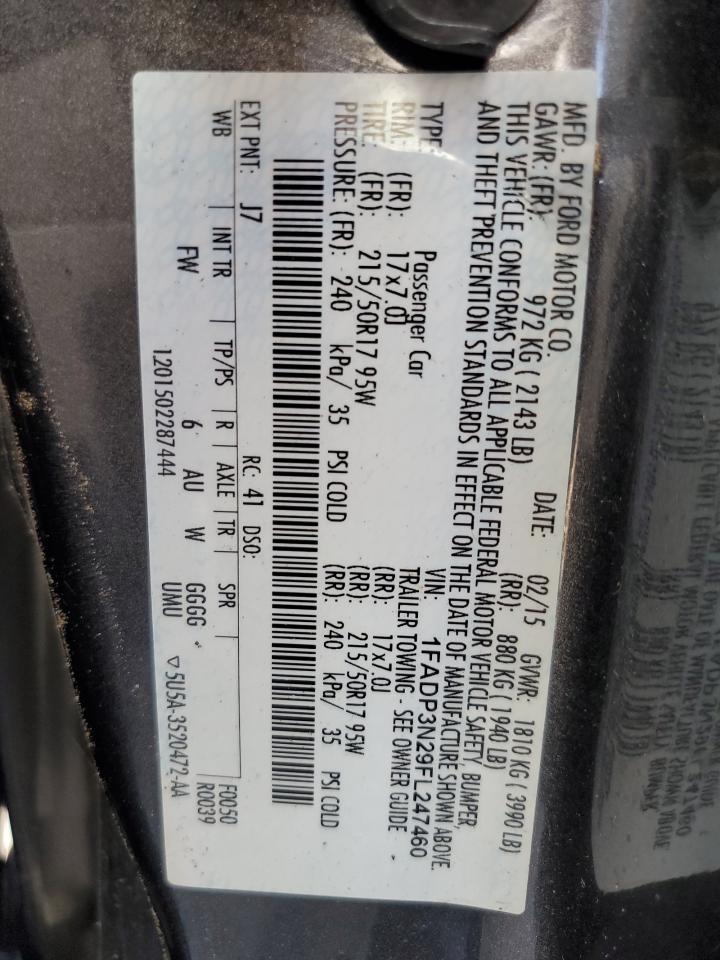 MFD. BY FORD MOTOR CO.
DATE: 02/15 GVWR: 1810 KG ( 3990 LB)
GAWR: (FR): 972 KG ( 2143 LB) (RR): 880 KG ( 1940 LB)
THIS VEHICLE CONFORMS TO ALL APPLICABLE FEDERAL MOTOR VEHICLE SAFETY, BUMPER,
AND THEFT PREVENTION STANDARDS IN EFFECT ON THE DATE OF MANUFACTURE SHOWN ABOVE.
VIN: 1FADP3N29FL247460
TYPE: Passenger Car TRAILER TOWING - SEE OWNER GUIDE
RIM: (FR): 17x7.0J (RR): 17x7.0J
TIRE: (FR): 215/50R17 95W (RR): 215/50R17 95W
PRESSURE: (FR): 240 kPa/ 35 PSI COLD (RR): 240 kPa/ 35 PSI COLD
EXT PNT: J7 RC: 41 DSO:
WB INT TR TP/PS R AXLE TR SPR
F0050
R0039
FW 6 AU W GGGG
UMU
1201502287444 ▽5U5A-3520472-AA